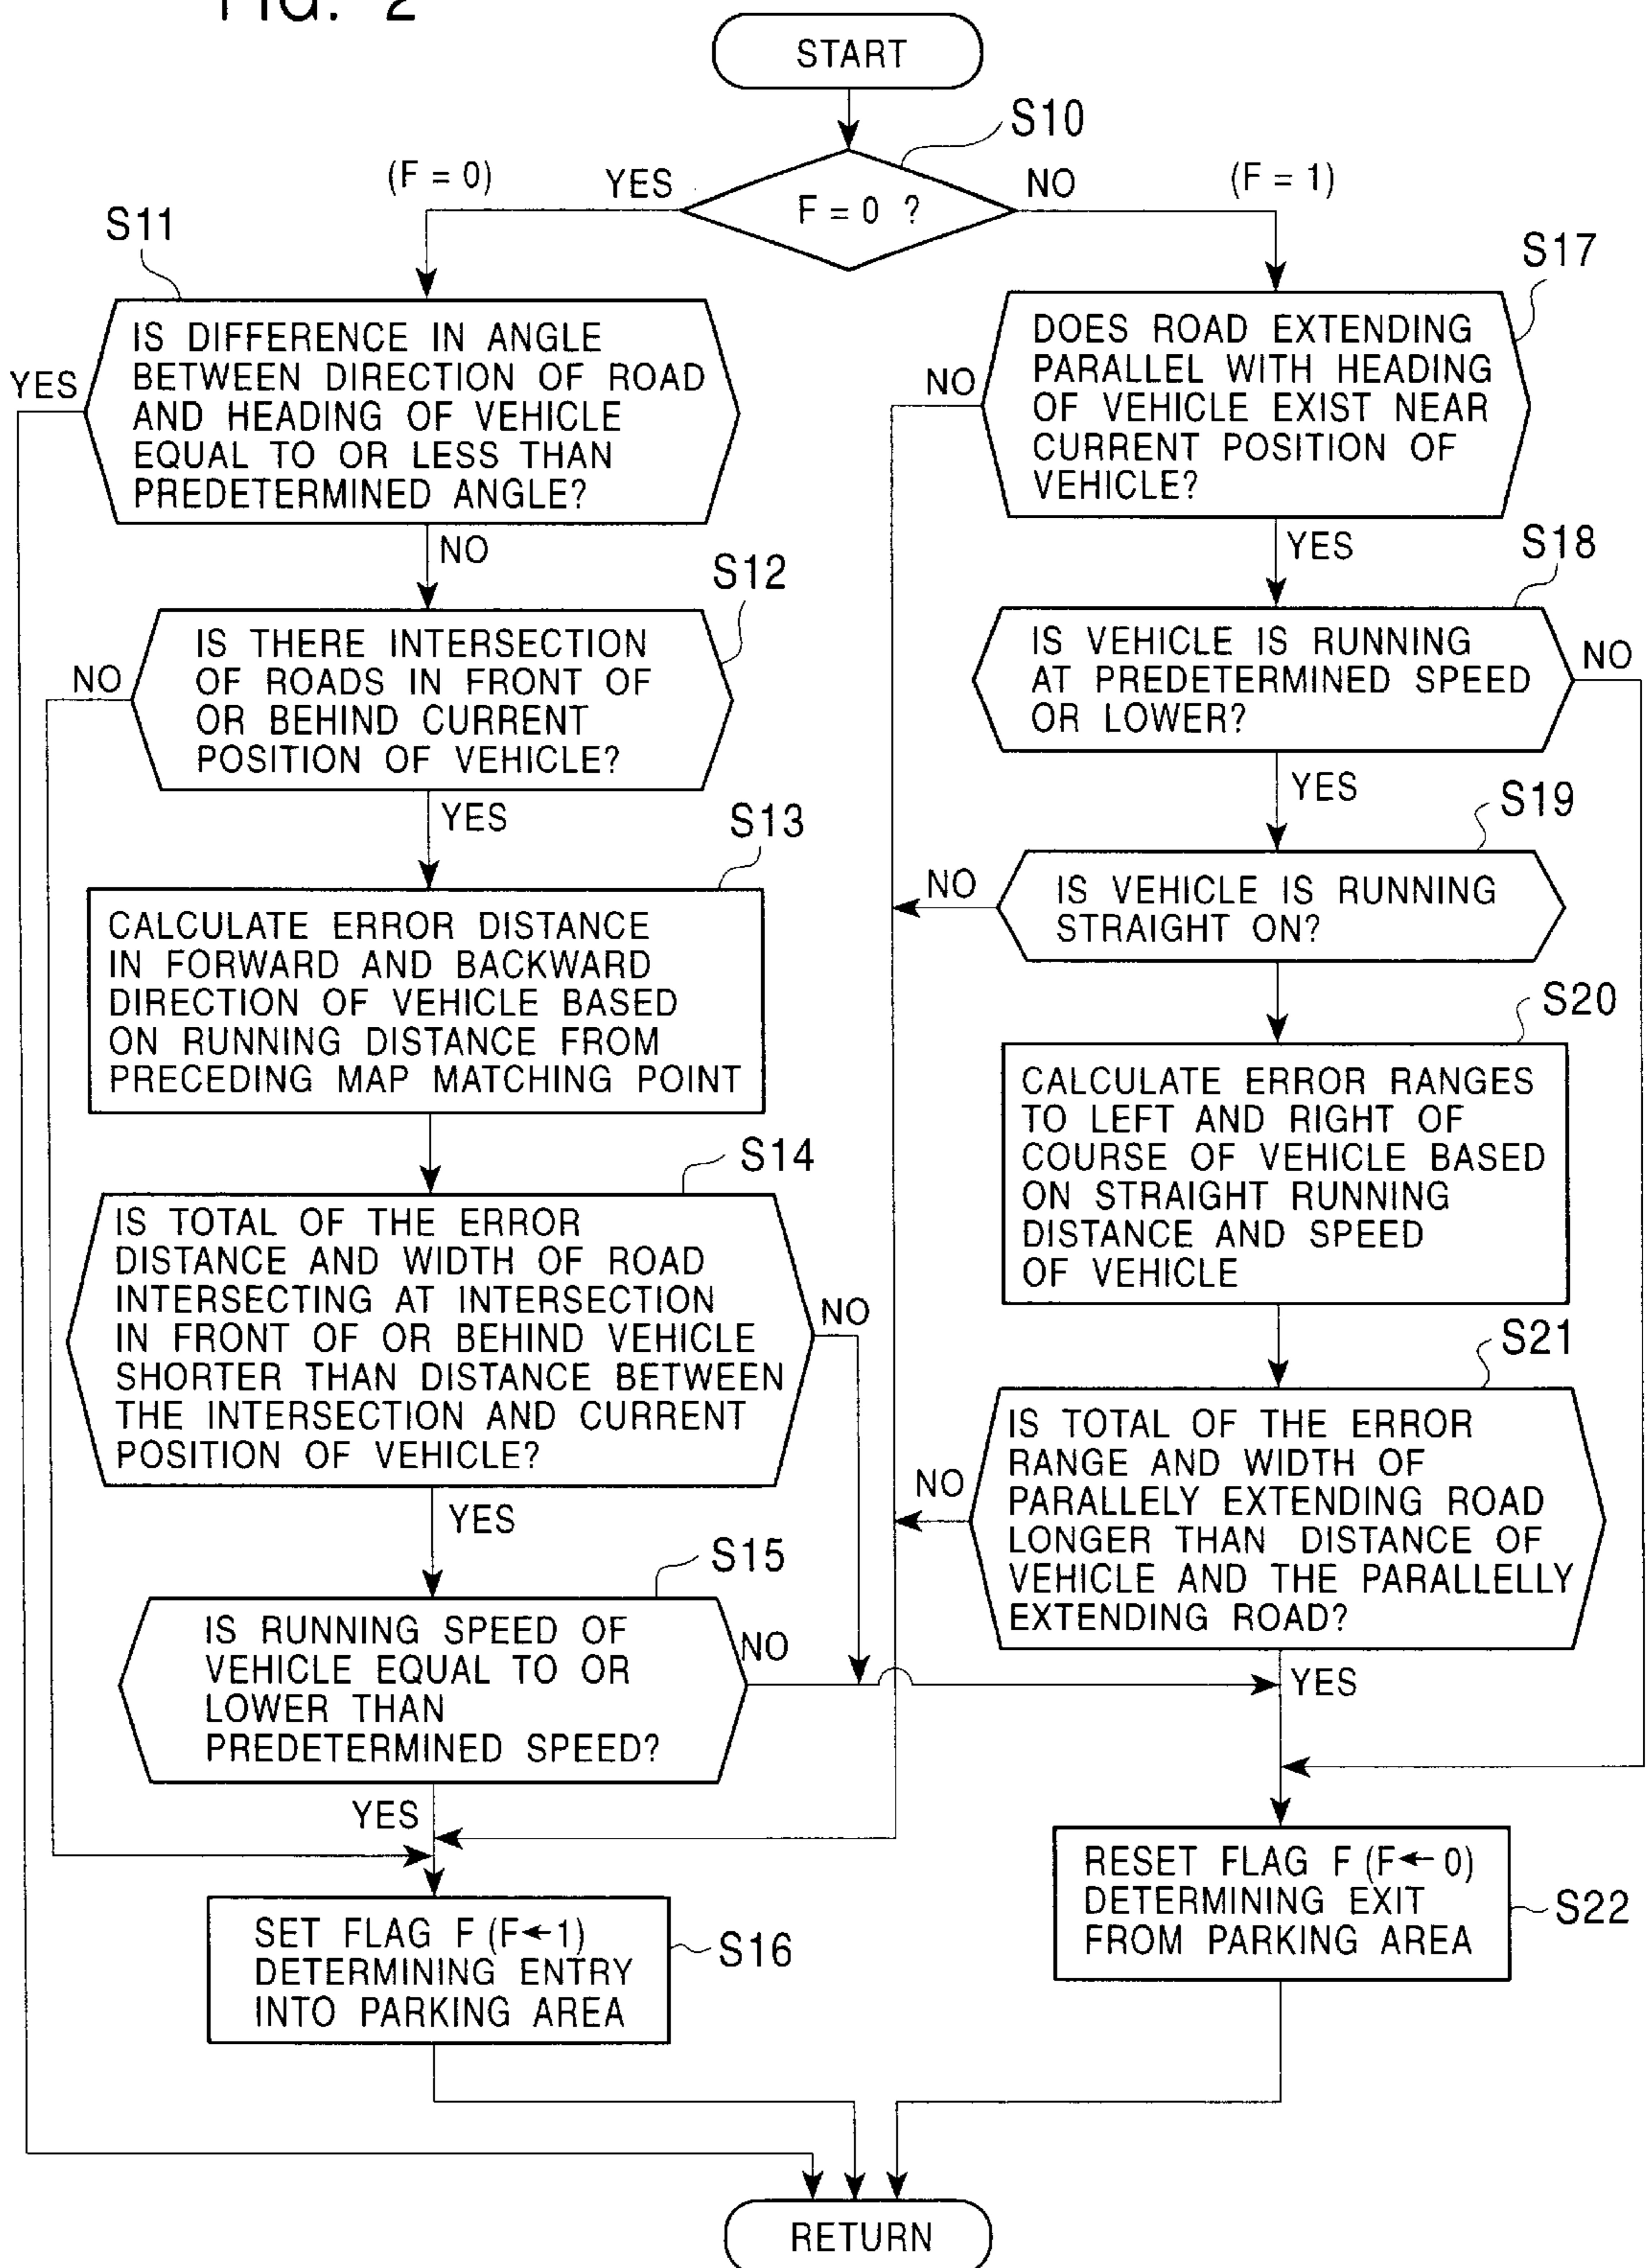 FIG. 2
START
S10
(F = 0)
YES
F = 0 ?
NO
(F = 1)
S11
YES
IS DIFFERENCE IN ANGLE
BETWEEN DIRECTION OF ROAD
AND HEADING OF VEHICLE
EQUAL TO OR LESS THAN
PREDETERMINED ANGLE?
NO
S12
NO
IS THERE INTERSECTION
OF ROADS IN FRONT OF
OR BEHIND CURRENT
POSITION OF VEHICLE?
YES
S13
CALCULATE ERROR DISTANCE
IN FORWARD AND BACKWARD
DIRECTION OF VEHICLE BASED
ON RUNNING DISTANCE FROM
PRECEDING MAP MATCHING POINT
S14
IS TOTAL OF THE ERROR
DISTANCE AND WIDTH OF ROAD
INTERSECTING AT INTERSECTION
IN FRONT OF OR BEHIND VEHICLE
SHORTER THAN DISTANCE BETWEEN
THE INTERSECTION AND CURRENT
POSITION OF VEHICLE?
NO
YES
S15
IS RUNNING SPEED OF
VEHICLE EQUAL TO OR
LOWER THAN
PREDETERMINED SPEED?
NO
YES
SET FLAG F (F←1)
DETERMINING ENTRY
INTO PARKING AREA
S16
S17
NO
DOES ROAD EXTENDING
PARALLEL WITH HEADING
OF VEHICLE EXIST NEAR
CURRENT POSITION OF
VEHICLE?
YES
S18
IS VEHICLE IS RUNNING
AT PREDETERMINED SPEED
OR LOWER?
NO
YES
S19
NO
IS VEHICLE IS RUNNING
STRAIGHT ON?
S20
CALCULATE ERROR RANGES
TO LEFT AND RIGHT OF
COURSE OF VEHICLE BASED
ON STRAIGHT RUNNING
DISTANCE AND SPEED
OF VEHICLE
S21
NO
IS TOTAL OF THE ERROR
RANGE AND WIDTH OF
PARALLELY EXTENDING ROAD
LONGER THAN DISTANCE OF
VEHICLE AND THE PARALLELLY
EXTENDING ROAD?
YES
RESET FLAG F (F←0)
DETERMINING EXIT
FROM PARKING AREA
S22
RETURN